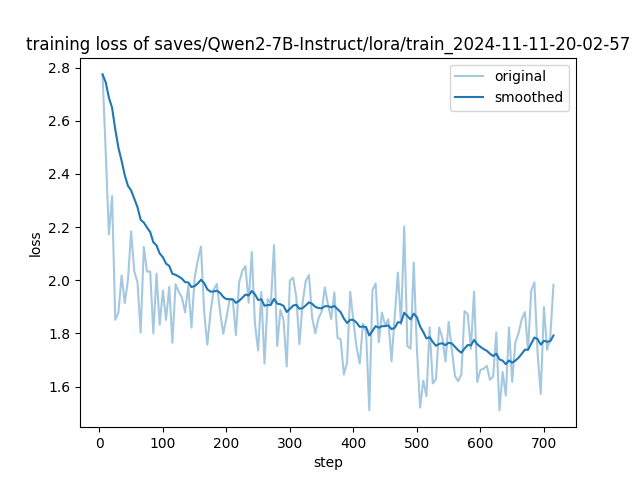 training loss of saves/Qwen2-7B-Instruct/lora/train_2024-11-11-20-02-57
original
smoothed
loss
2.8
2.6
2.4
2.2
2.0
1.8
1.6
0 100 200 300 400 500 600 700
step